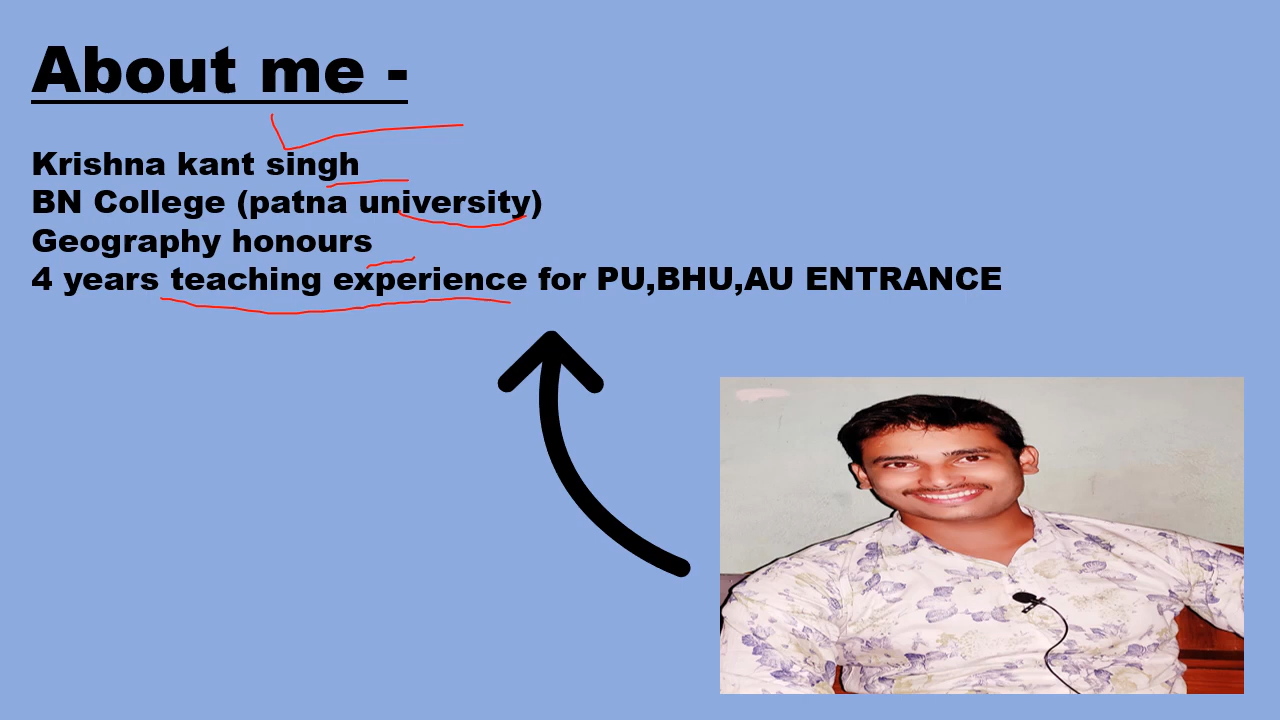 About me -
Krishna kant singh
BN College (patna university)
Geography honours
4 years teaching experience for PU,BHU,AU ENTRANCE